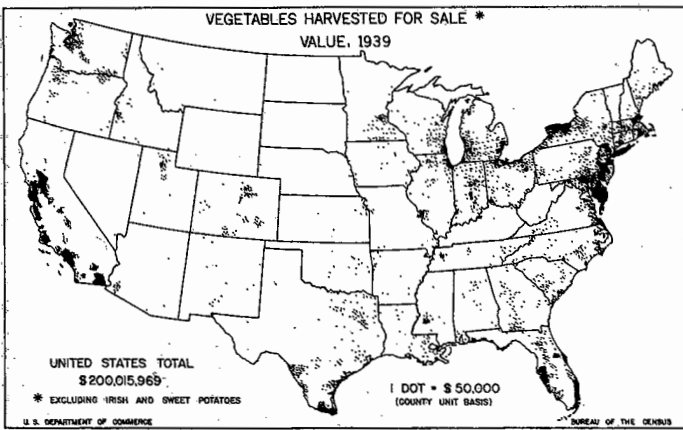 VEGETABLES HARVESTED FOR SALE *
VALUE, 1939
UNITED STATES TOTAL
$200,015,969
* EXCLUDING IRISH AND SWEET POTATOES
1 DOT = $50,000
(COUNTY UNIT BASIS)
U. S. DEPARTMENT OF COMMERCE
BUREAU OF THE CENSUS